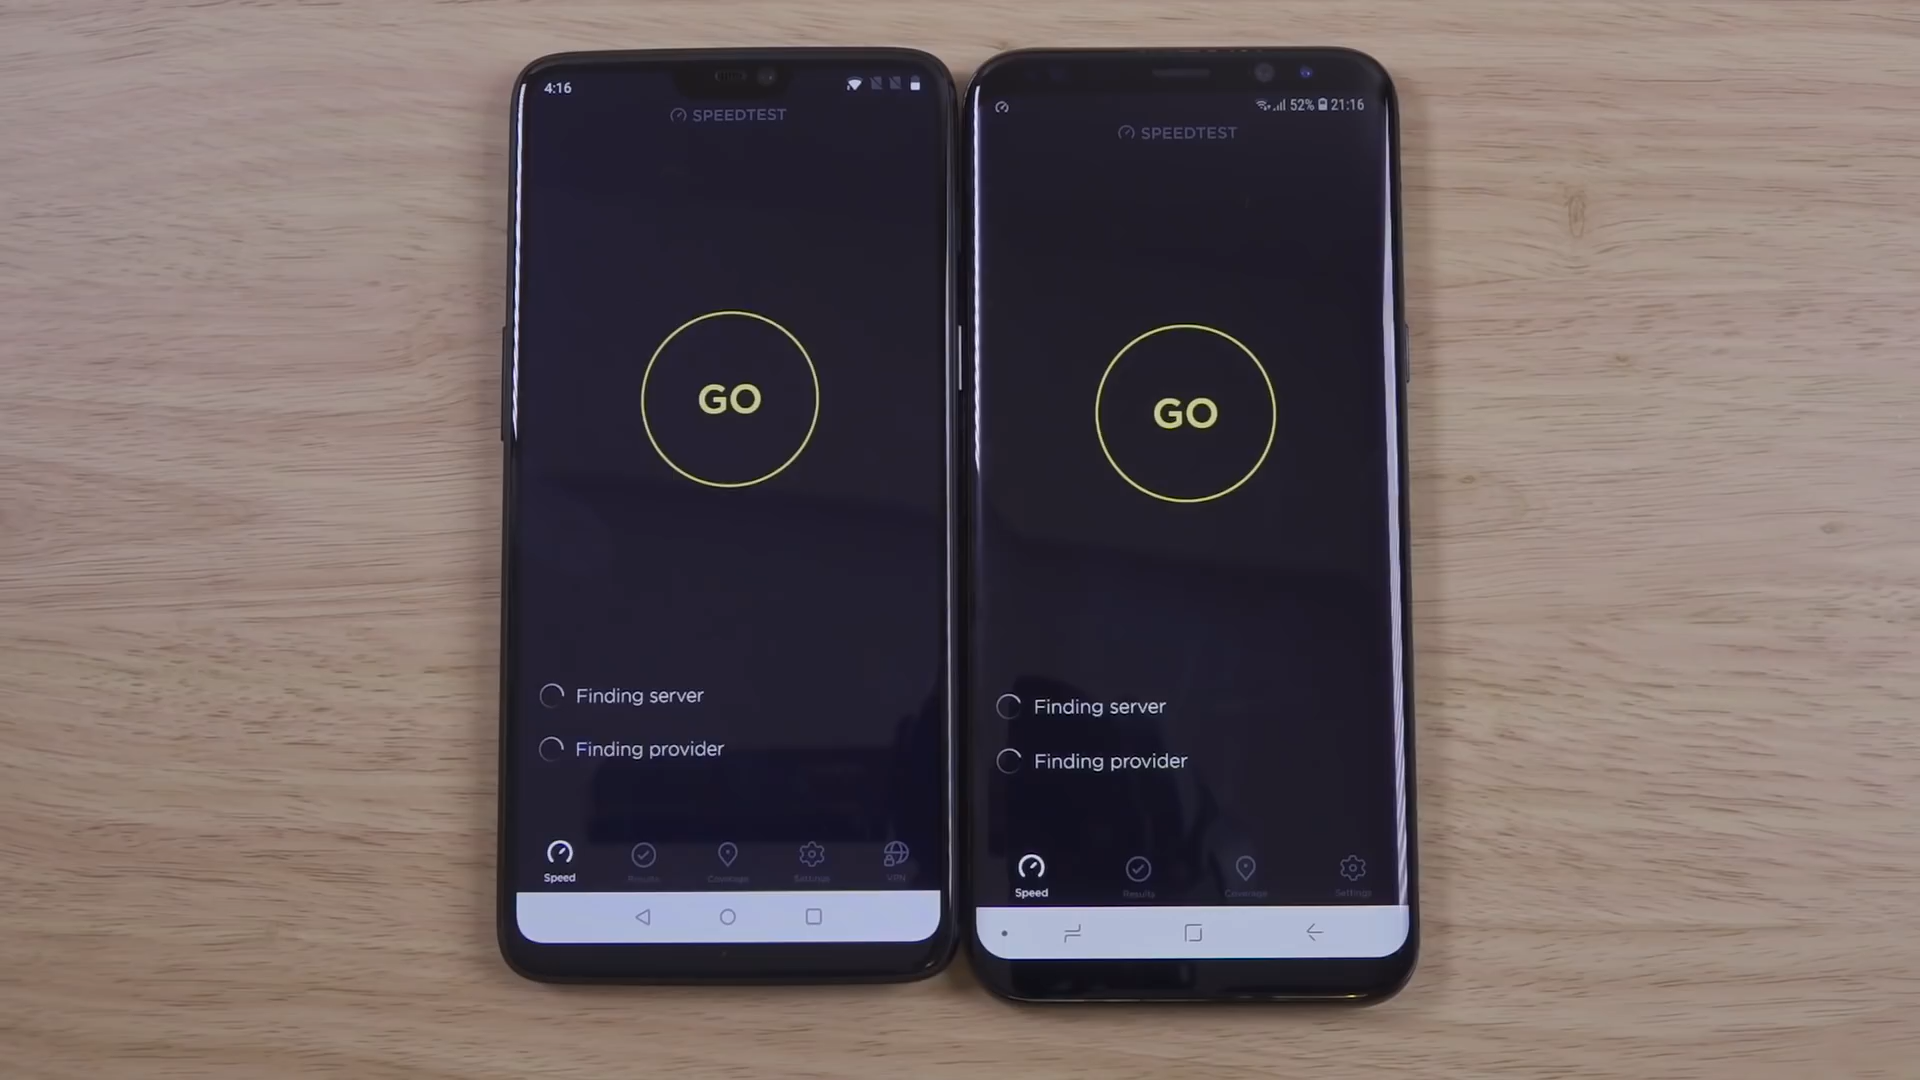 4:16
SPEEDTEST
GO
Finding server
Finding provider
Speed
Results
Coverage
Settings
VPN
52% 21:16
SPEEDTEST
GO
Finding server
Finding provider
Speed
Results
Coverage
Settings